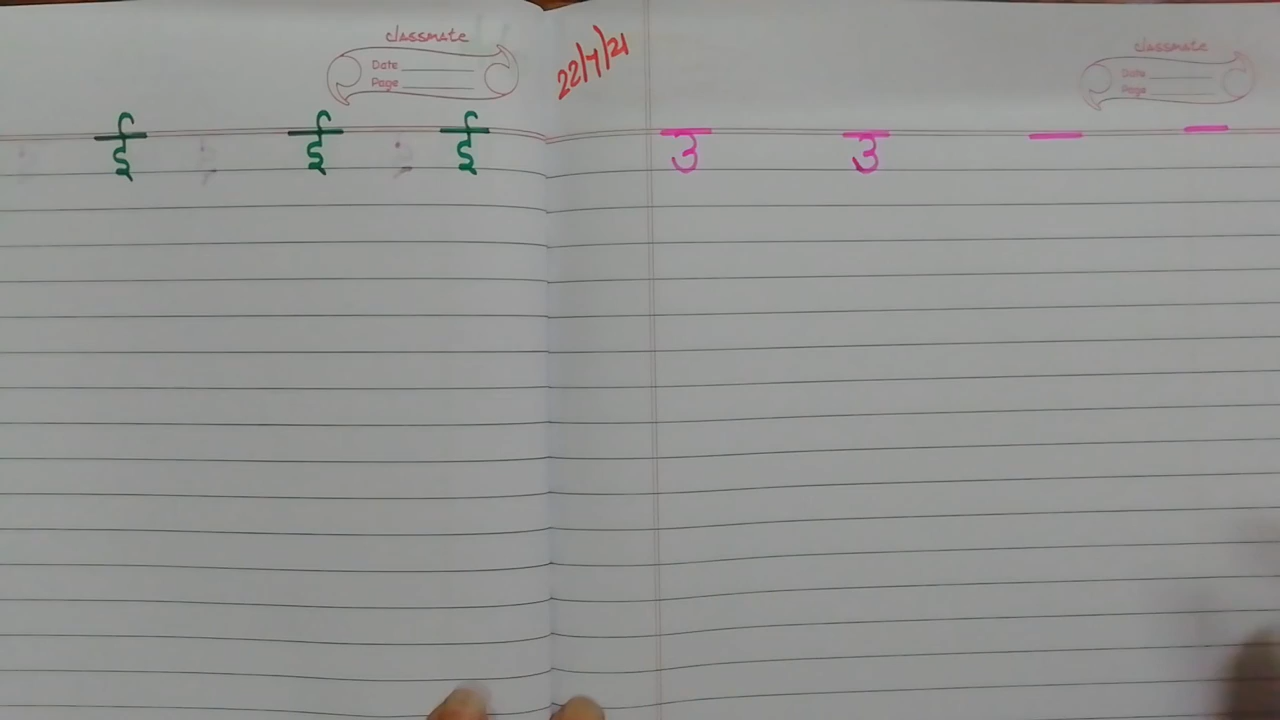 classmate
Date
Page
ई ई ई
22/7/21
classmate
Date
Page
उ उ